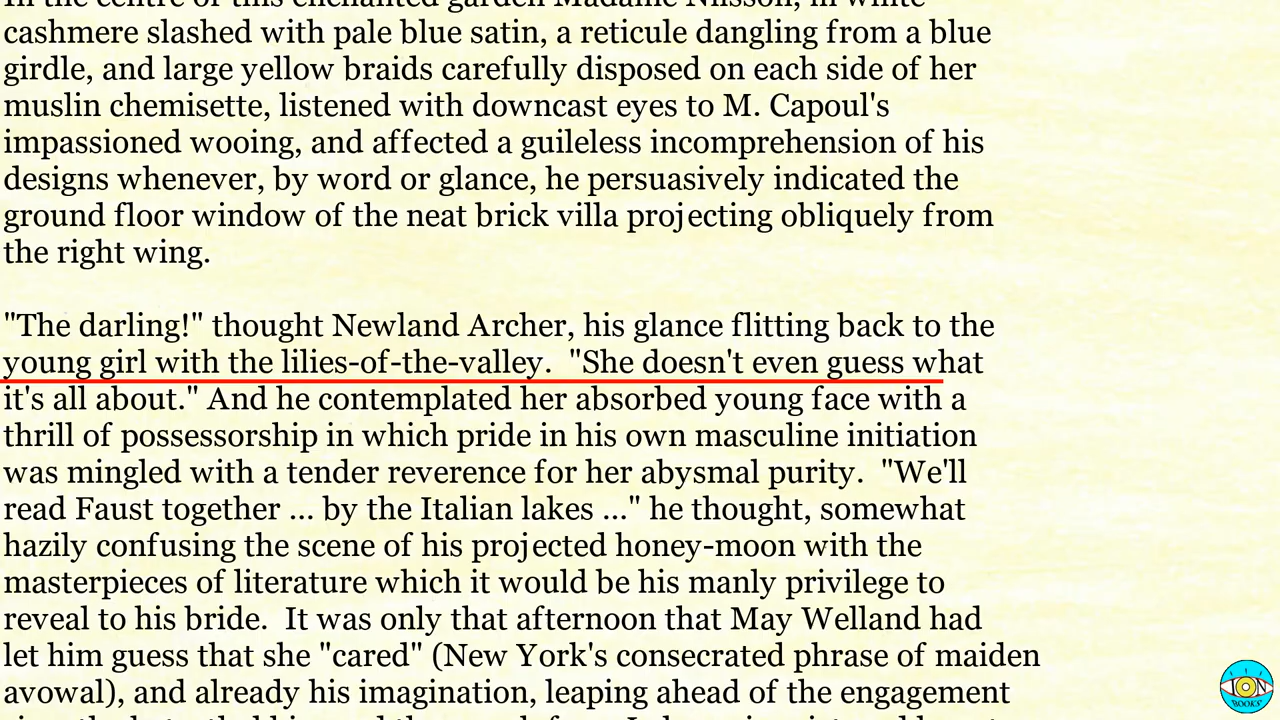 In the centre of this enchanted garden Madame Nilsson, in white
cashmere slashed with pale blue satin, a reticule dangling from a blue
girdle, and large yellow braids carefully disposed on each side of her
muslin chemisette, listened with downcast eyes to M. Capoul's
impassioned wooing, and affected a guileless incomprehension of his
designs whenever, by word or glance, he persuasively indicated the
ground floor window of the neat brick villa projecting obliquely from
the right wing.
"The darling!" thought Newland Archer, his glance flitting back to the
young girl with the lilies-of-the-valley.  "She doesn't even guess what
it's all about." And he contemplated her absorbed young face with a
thrill of possessorship in which pride in his own masculine initiation
was mingled with a tender reverence for her abysmal purity.  "We'll
read Faust together ... by the Italian lakes ..." he thought, somewhat
hazily confusing the scene of his projected honey-moon with the
masterpieces of literature which it would be his manly privilege to
reveal to his bride.  It was only that afternoon that May Welland had
let him guess that she "cared" (New York's consecrated phrase of maiden
avowal), and already his imagination, leaping ahead of the engagement
ION
BOOKS